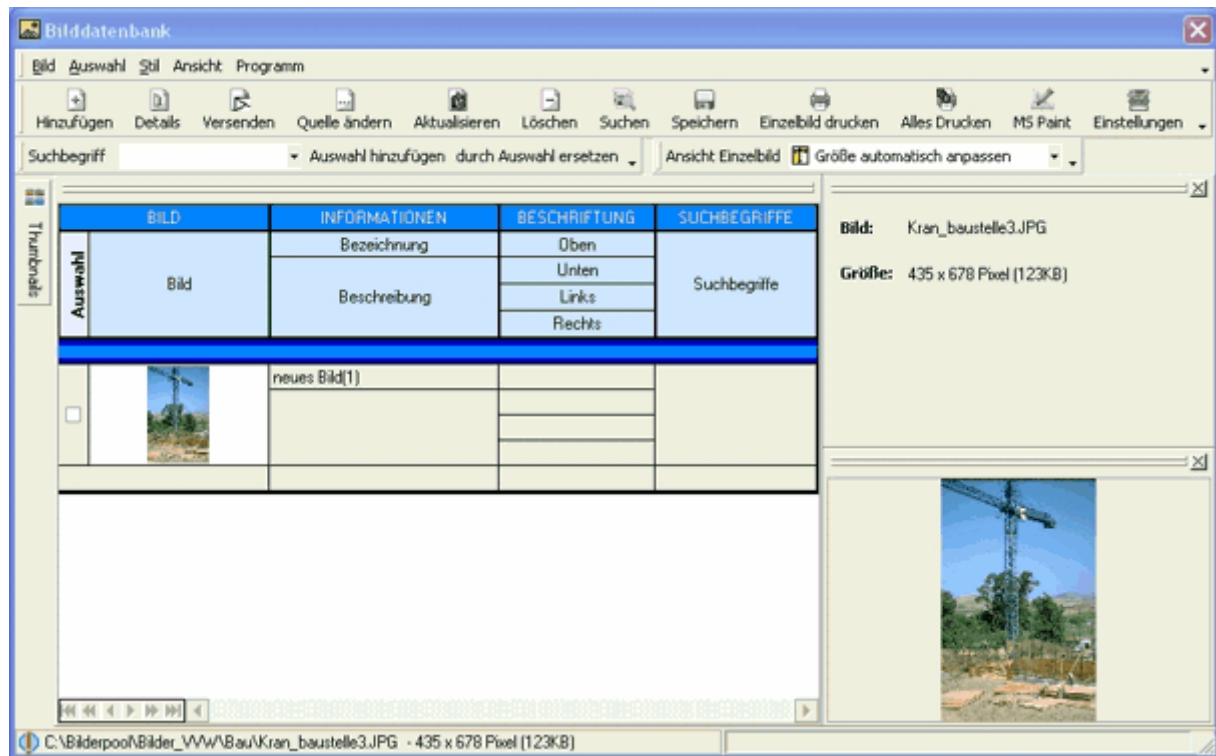 Bilddatenbank
Bild Auswahl Stil Ansicht Programm
Hinzufügen Details Versenden Quelle ändern Aktualisieren Löschen Suchen Speichern Einzelbild drucken Alles Drucken MS Paint Einstellungen
Suchbegriff Auswahl hinzufügen durch Auswahl ersetzen Ansicht Einzelbild Größe automatisch anpassen
Thumbnails
BILD INFORMATIONEN BESCHRIFTUNG SUCHBEGRIFFE
Auswahl
Bild
Bezeichnung
Beschreibung
Oben
Unten
Links
Rechts
Suchbegriffe
neues Bild(1)
Bild: Kran_baustelle3.JPG
Größe: 435 x 678 Pixel (123KB)
C:\Bilderpool\Bilder_VVW\Bau\Kran_baustelle3.JPG - 435 x 678 Pixel (123KB)